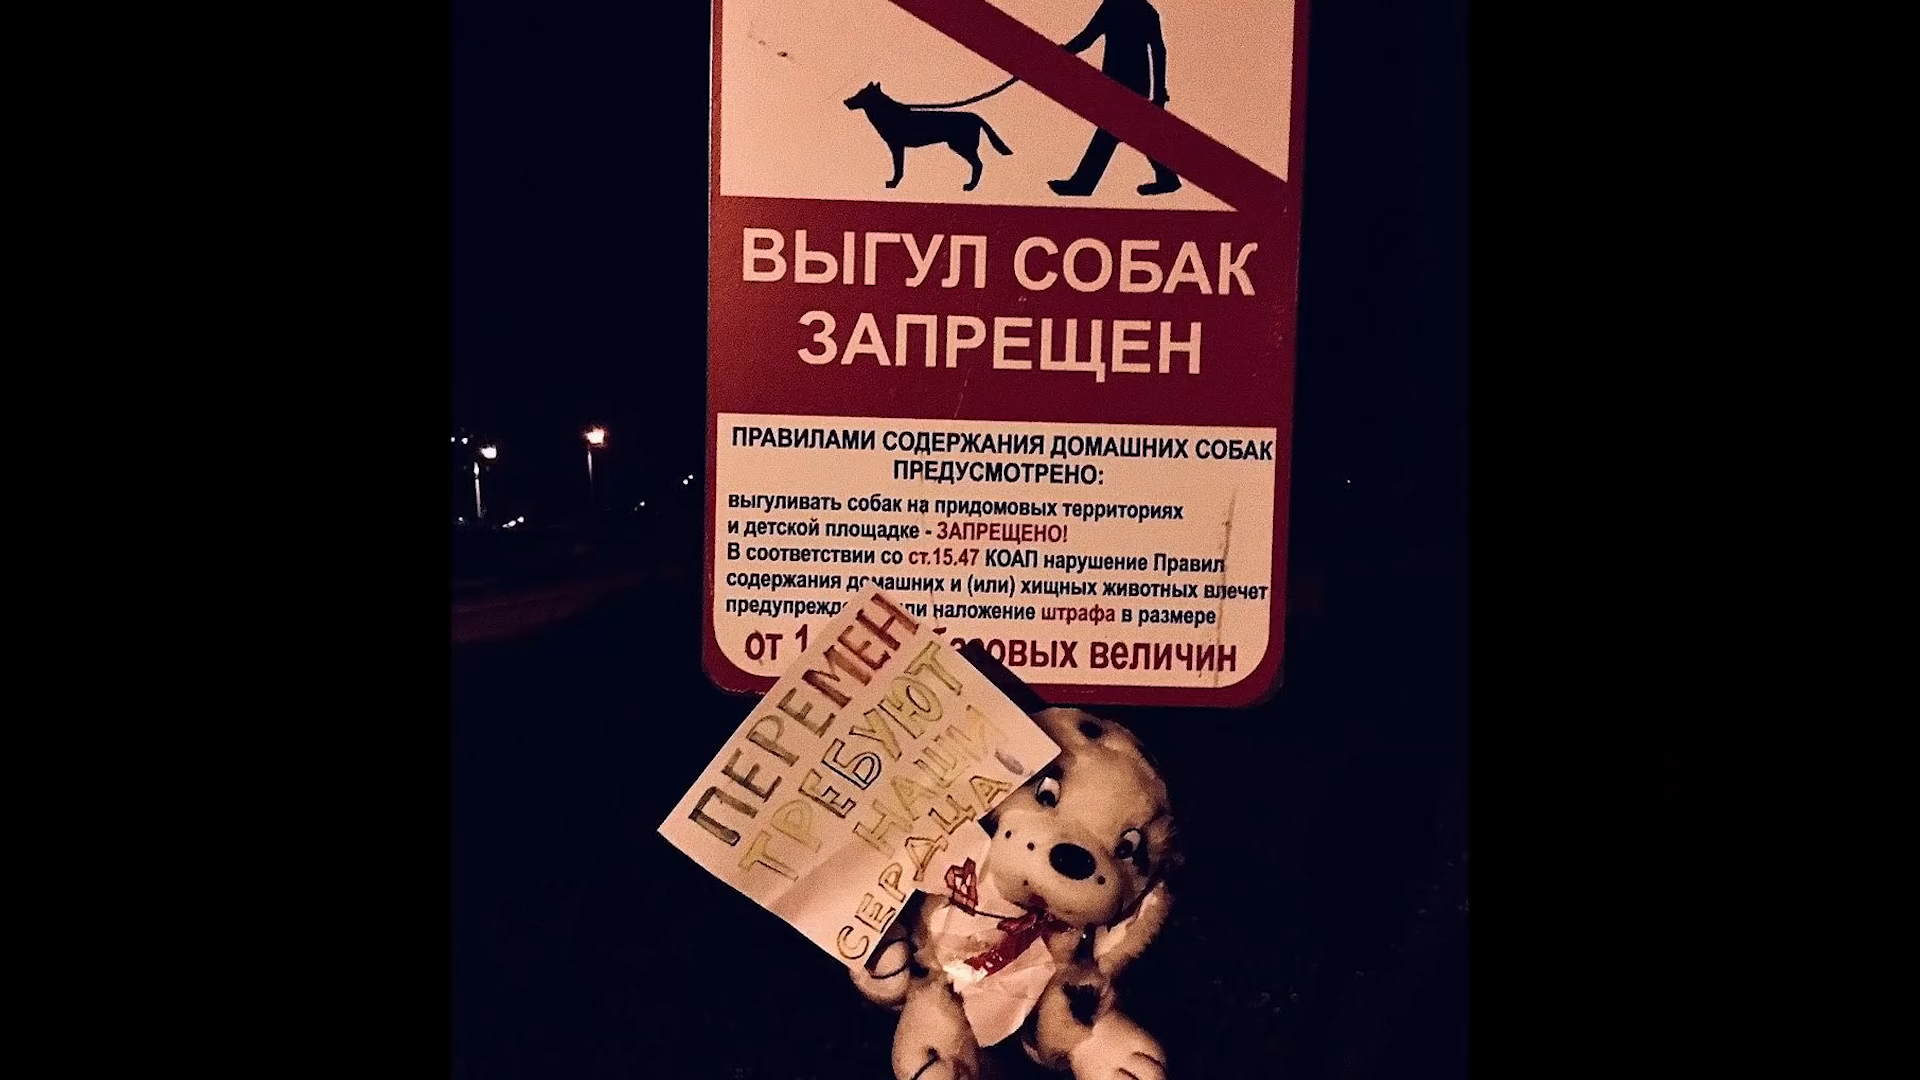 ВЫГУЛ СОБАК
ЗАПРЕЩЕН
ПРАВИЛАМИ СОДЕРЖАНИЯ ДОМАШНИХ СОБАК
ПРЕДУСМОТРЕНО:
выгуливать собак на придомовых территориях
и детской площадке - ЗАПРЕЩЕНО!
В соответствии со ст.15.47 КОАП нарушение Правил
содержания домашних и (или) хищных животных влечет
наложение штрафа в размере
от величин
ПЕРЕМЕН
ТРЕБУЮТ
НАШИ
СЕРДЦА